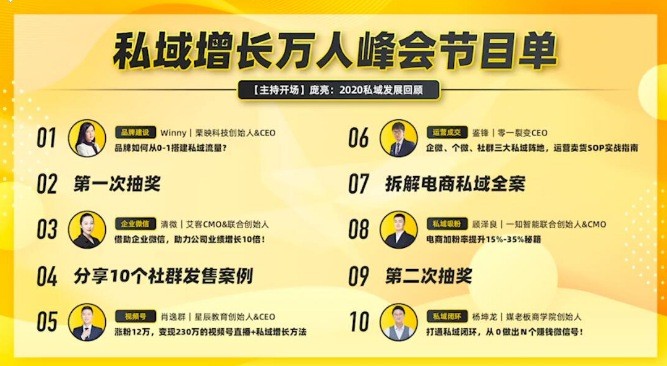 私域增长万人峰会节目单
【主持开场】庞亮：2020私域发展回顾
01
品牌建设 Winny｜栗映科技创始人&CEO
品牌如何从0-1搭建私域流量？
02 第一次抽奖
03
企业微信 清微｜艾客CMO&联合创始人
借助企业微信，助力公司业绩增长10倍！
04 分享10个社群发售案例
05
视频号 肖逸群｜星辰教育创始人&CEO
涨粉12万，变现230万的视频号直播+私域增长方法
06
运营成交 鉴锋｜零一裂变CEO
企微、个微、社群三大私域阵地，运营卖货SOP实战指南
07 拆解电商私域全案
08
私域吸粉 顾泽良｜一知智能联合创始人&CMO
电商加粉率提升15%-35%秘籍
09 第二次抽奖
10
私域闭环 杨坤龙｜媒老板商学院创始人
打通私域闭环，从0做出N个赚钱微信号！